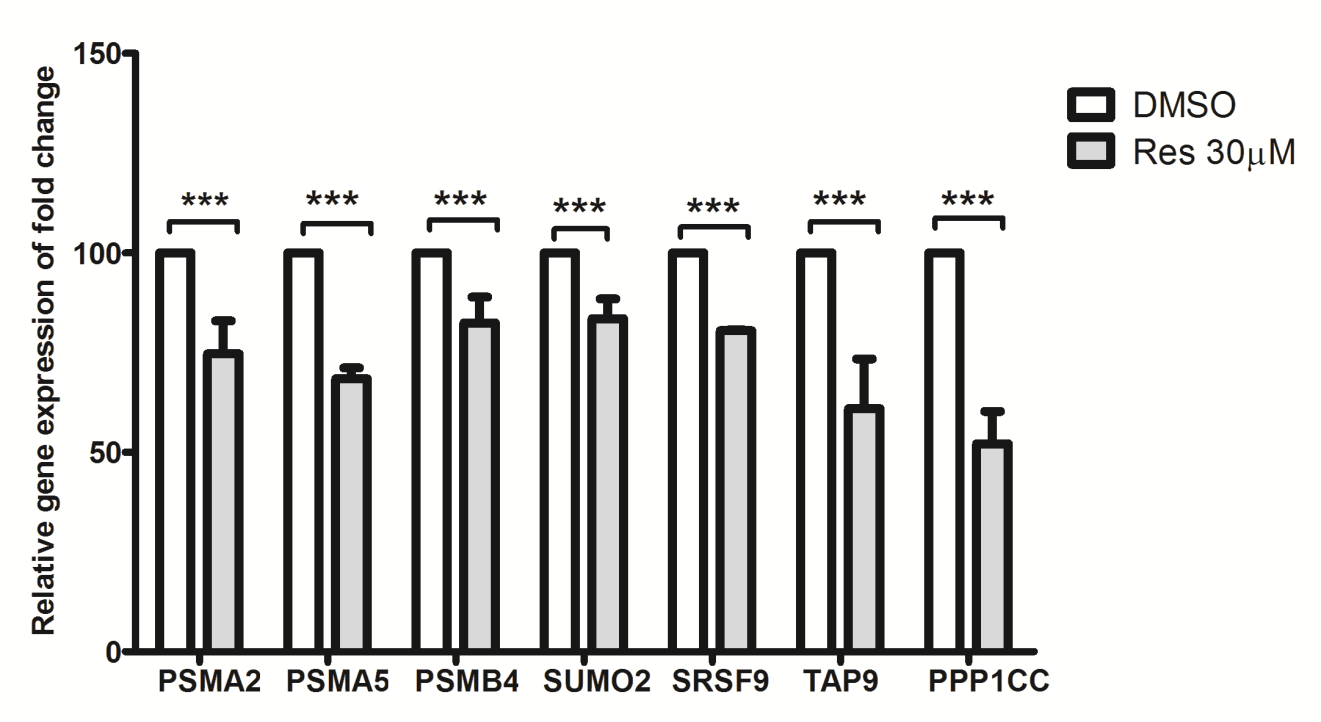 Relative gene expression of fold change
150
100
50
0
*** *** *** *** *** *** ***
PSMA2 PSMA5 PSMB4 SUMO2 SRSF9 TAP9 PPP1CC
DMSO
Res 30μM